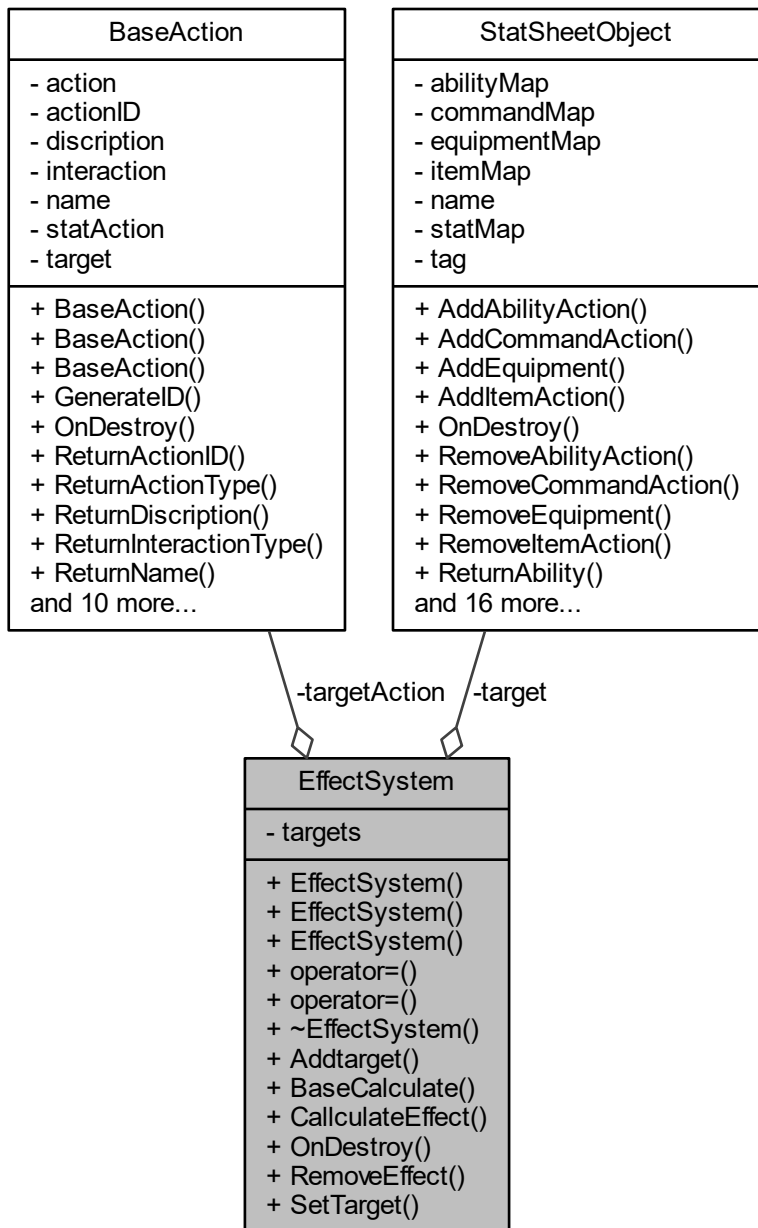 BaseAction
- action
- actionID
- discription
- interaction
- name
- statAction
- target
+ BaseAction()
+ BaseAction()
+ BaseAction()
+ GenerateID()
+ OnDestroy()
+ ReturnActionID()
+ ReturnActionType()
+ ReturnDiscription()
+ ReturnInteractionType()
+ ReturnName()
and 10 more...
StatSheetObject
- abilityMap
- commandMap
- equipmentMap
- itemMap
- name
- statMap
- tag
+ AddAbilityAction()
+ AddCommandAction()
+ AddEquipment()
+ AddItemAction()
+ OnDestroy()
+ RemoveAbilityAction()
+ RemoveCommandAction()
+ RemoveEquipment()
+ RemoveItemAction()
+ ReturnAbility()
and 16 more...
-targetAction
-target
EffectSystem
- targets
+ EffectSystem()
+ EffectSystem()
+ EffectSystem()
+ operator=()
+ operator=()
+ ~EffectSystem()
+ Addtarget()
+ BaseCalculate()
+ CallculateEffect()
+ OnDestroy()
+ RemoveEffect()
+ SetTarget()